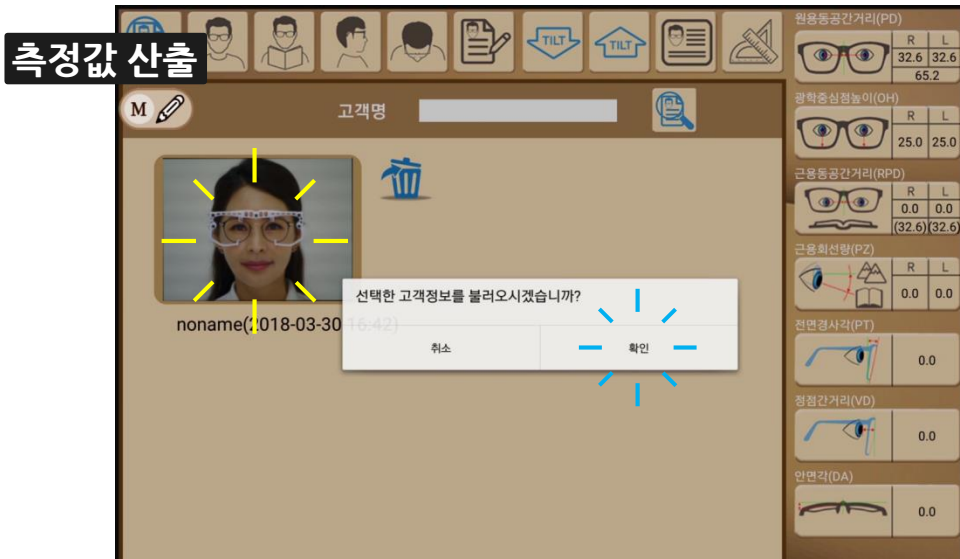 측정값 산출
TILT
TILT
M
고객명
noname(2018-03-30 16:42)
선택한 고객정보를 불러오시겠습니까?
취소
확인
원용동공간거리(PD)
R L
32.6 32.6
65.2
광학중심점높이(OH)
R L
25.0 25.0
근용동공간거리(RPD)
R L
0.0 0.0
(32.6)(32.6)
근용회선량(PZ)
R L
0.0 0.0
전면경사각(PT)
0.0
정점간거리(VD)
0.0
안면각(DA)
0.0